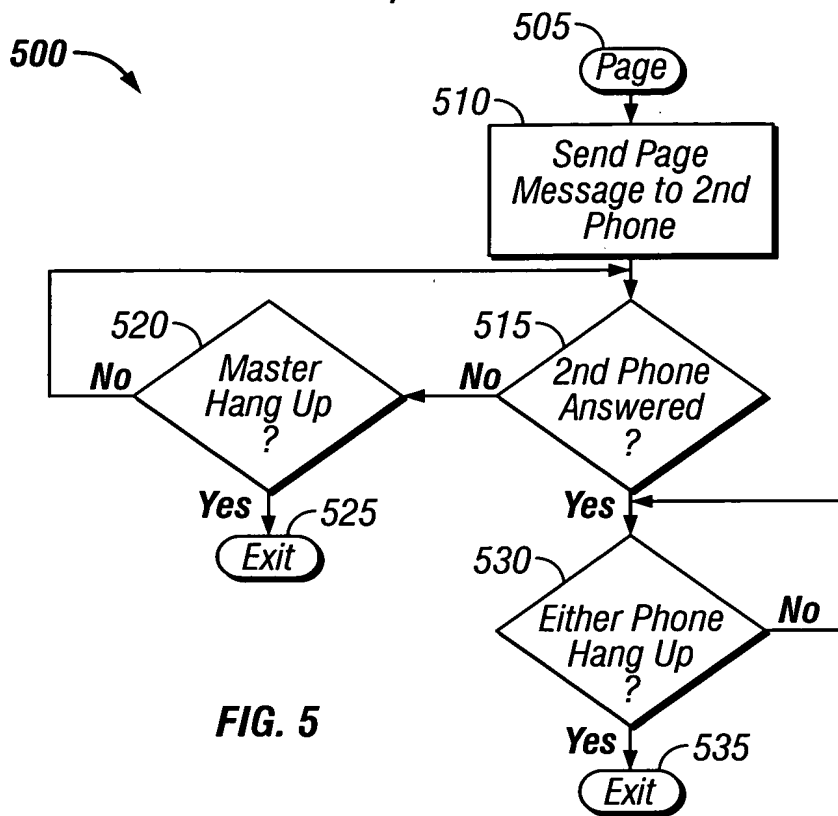 500
505
Page
510
Send Page
Message to 2nd
Phone
520
Master
Hang Up
?
No
515
2nd Phone
Answered
?
No
Yes
525
Exit
Yes
530
Either Phone
Hang Up
?
No
FIG. 5
Yes
535
Exit